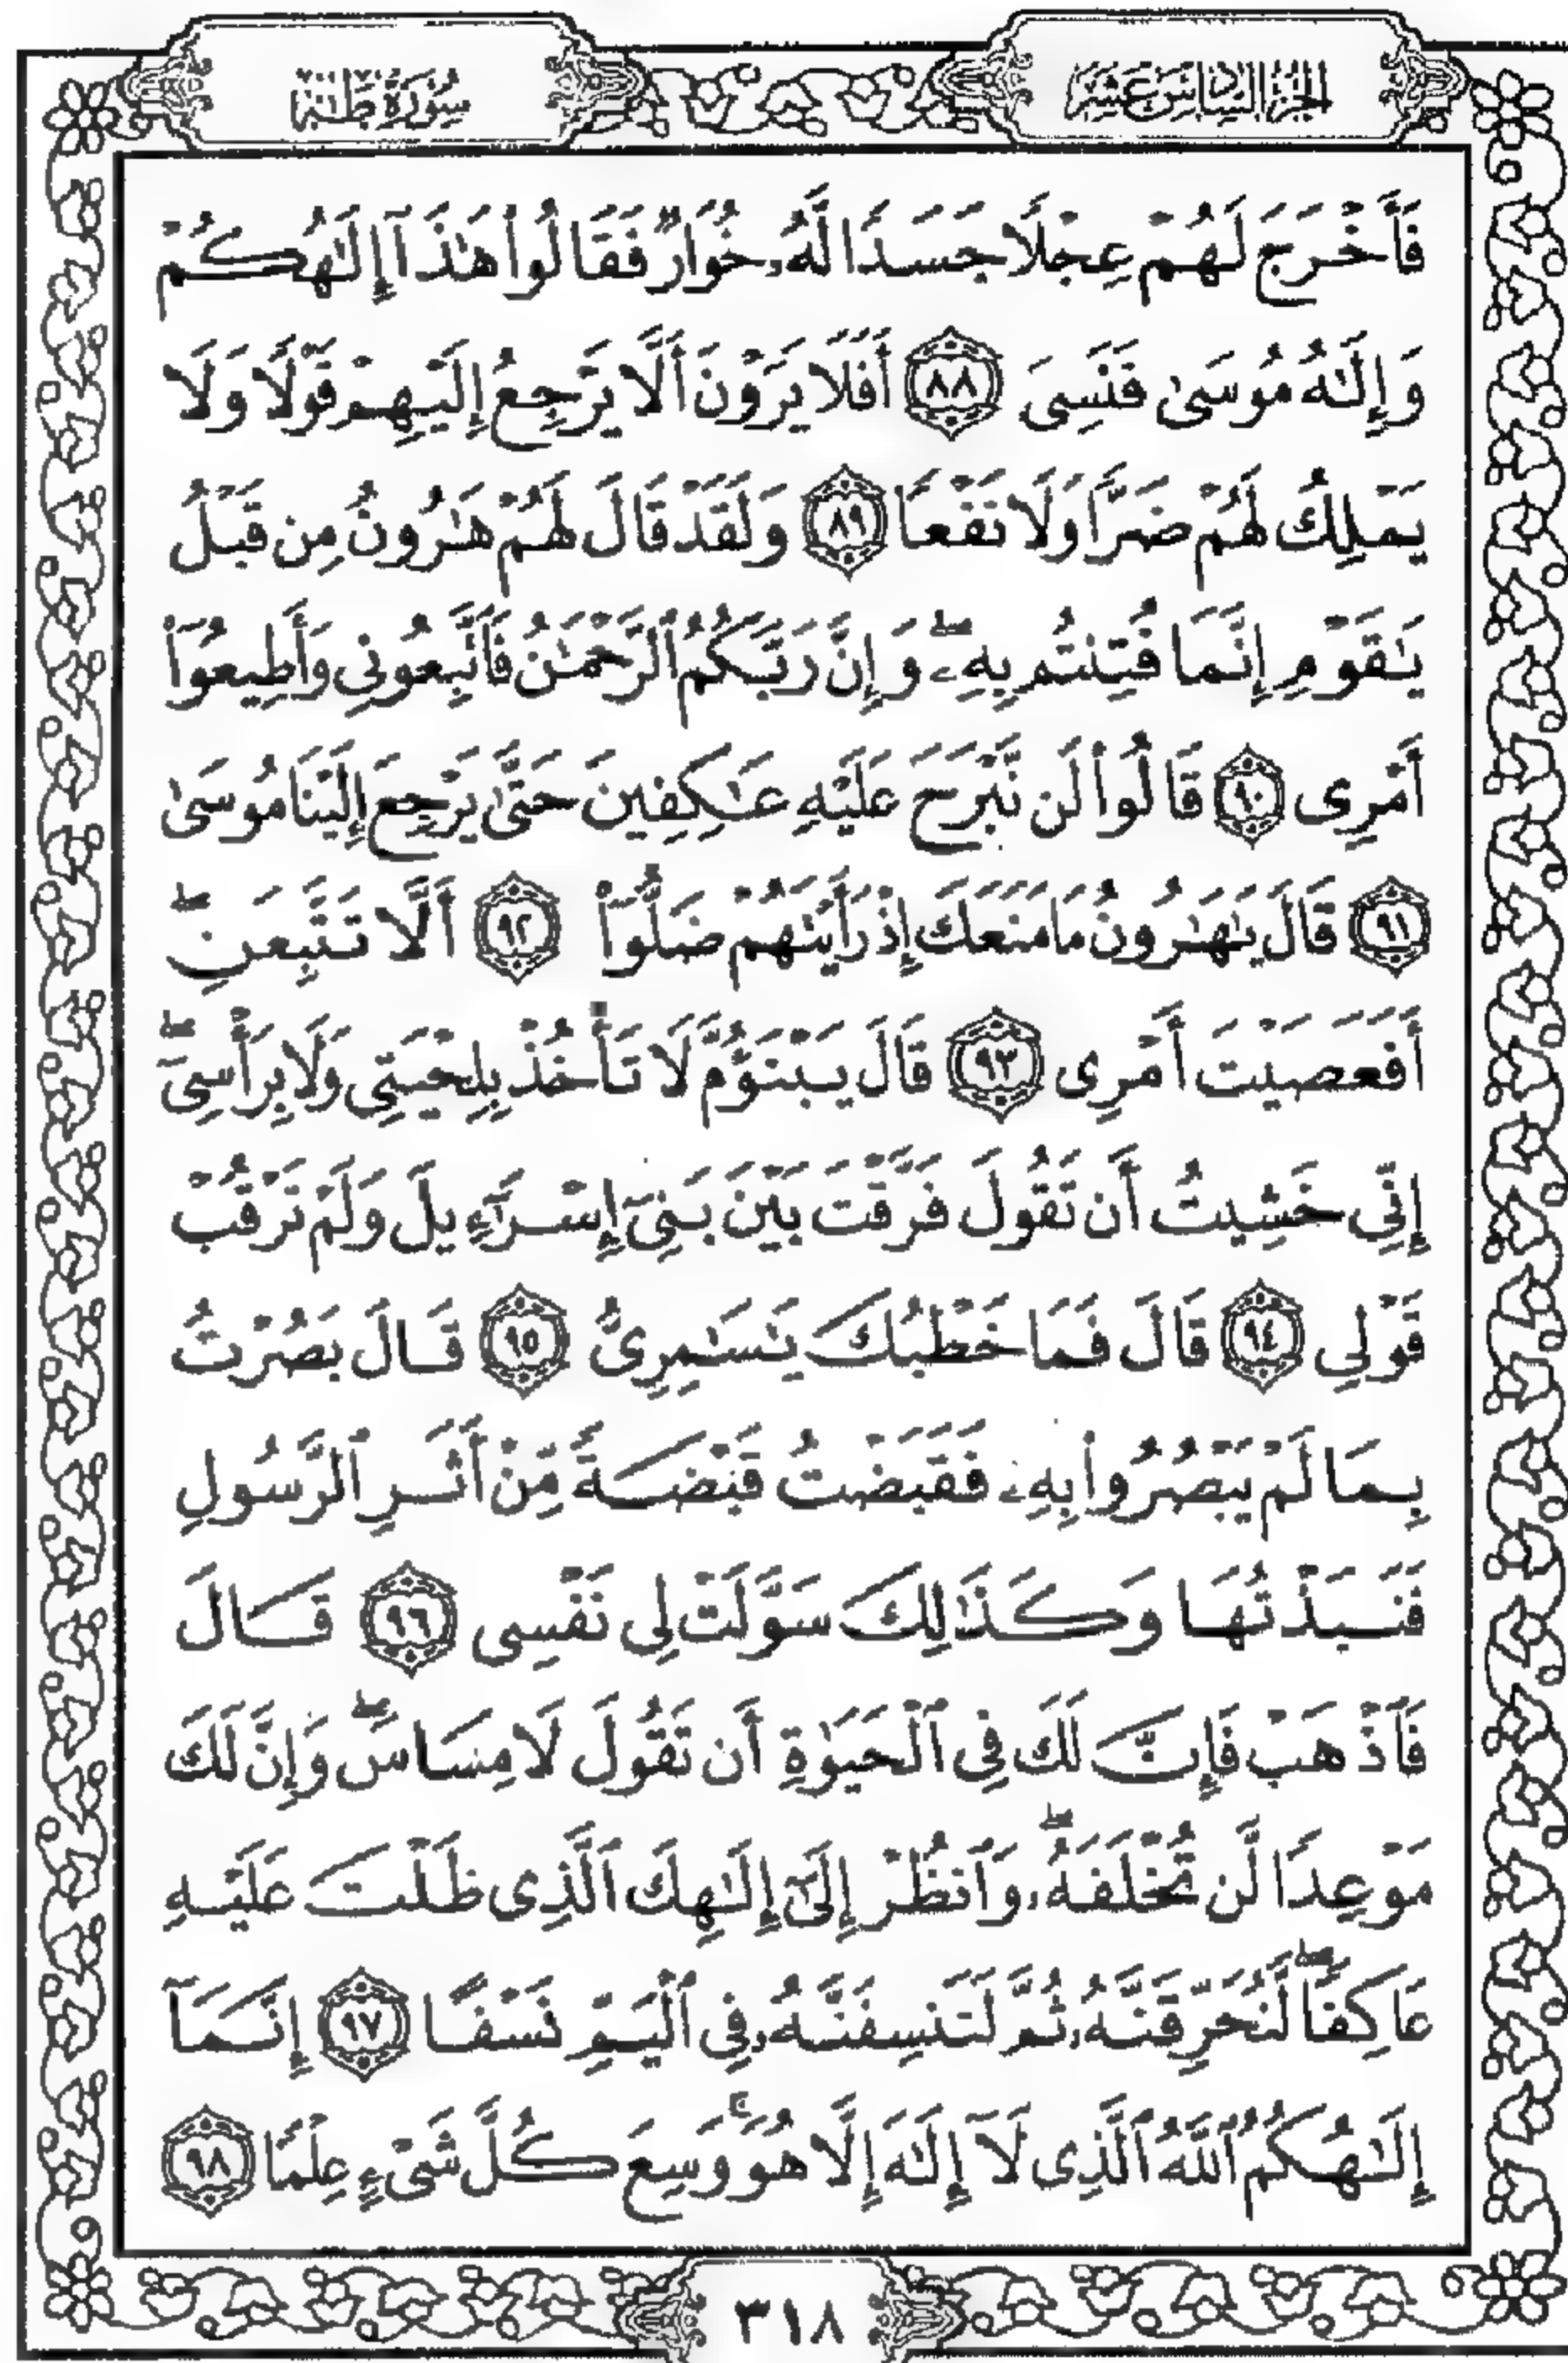 الجزء السادس عشر
سورة طه
فَأَخْرَجَ لَهُمْ عِجْلًا جَسَدًا لَّهُۥ خُوَارٌ فَقَالُوا۟ هَٰذَآ إِلَٰهُكُمْ
وَإِلَٰهُ مُوسَىٰ فَنَسِىَ ﴿٨٨﴾ أَفَلَا يَرَوْنَ أَلَّا يَرْجِعُ إِلَيْهِمْ قَوْلًا وَلَا
يَمْلِكُ لَهُمْ ضَرًّا وَلَا نَفْعًا ﴿٨٩﴾ وَلَقَدْ قَالَ لَهُمْ هَٰرُونُ مِن قَبْلُ
يَٰقَوْمِ إِنَّمَا فُتِنتُم بِهِۦۖ وَإِنَّ رَبَّكُمُ ٱلرَّحْمَٰنُ فَٱتَّبِعُونِى وَأَطِيعُوٓا۟
أَمْرِى ﴿٩٠﴾ قَالُوا۟ لَن نَّبْرَحَ عَلَيْهِ عَٰكِفِينَ حَتَّىٰ يَرْجِعَ إِلَيْنَا مُوسَىٰ
﴿٩١﴾ قَالَ يَٰهَٰرُونُ مَا مَنَعَكَ إِذْ رَأَيْتَهُمْ ضَلُّوٓا۟ ﴿٩٢﴾ أَلَّا تَتَّبِعَنِۖ
أَفَعَصَيْتَ أَمْرِى ﴿٩٣﴾ قَالَ يَبْنَؤُمَّ لَا تَأْخُذْ بِلِحْيَتِى وَلَا بِرَأْسِىٓۖ
إِنِّى خَشِيتُ أَن تَقُولَ فَرَّقْتَ بَيْنَ بَنِىٓ إِسْرَٰٓءِيلَ وَلَمْ تَرْقُبْ
قَوْلِى ﴿٩٤﴾ قَالَ فَمَا خَطْبُكَ يَٰسَٰمِرِىُّ ﴿٩٥﴾ قَالَ بَصُرْتُ
بِمَا لَمْ يَبْصُرُوا۟ بِهِۦ فَقَبَضْتُ قَبْضَةً مِّنْ أَثَرِ ٱلرَّسُولِ
فَنَبَذْتُهَا وَكَذَٰلِكَ سَوَّلَتْ لِى نَفْسِى ﴿٩٦﴾ قَالَ
فَٱذْهَبْ فَإِنَّ لَكَ فِى ٱلْحَيَوٰةِ أَن تَقُولَ لَا مِسَاسَۖ وَإِنَّ لَكَ
مَوْعِدًا لَّن تُخْلَفَهُۥۖ وَٱنظُرْ إِلَىٰٓ إِلَٰهِكَ ٱلَّذِى ظَلْتَ عَلَيْهِ
عَاكِفًاۖ لَّنُحَرِّقَنَّهُۥ ثُمَّ لَنَنسِفَنَّهُۥ فِى ٱلْيَمِّ نَسْفًا ﴿٩٧﴾ إِنَّمَآ
إِلَٰهُكُمُ ٱللَّهُ ٱلَّذِى لَآ إِلَٰهَ إِلَّا هُوَۚ وَسِعَ كُلَّ شَىْءٍ عِلْمًا ﴿٩٨﴾
٣١٨